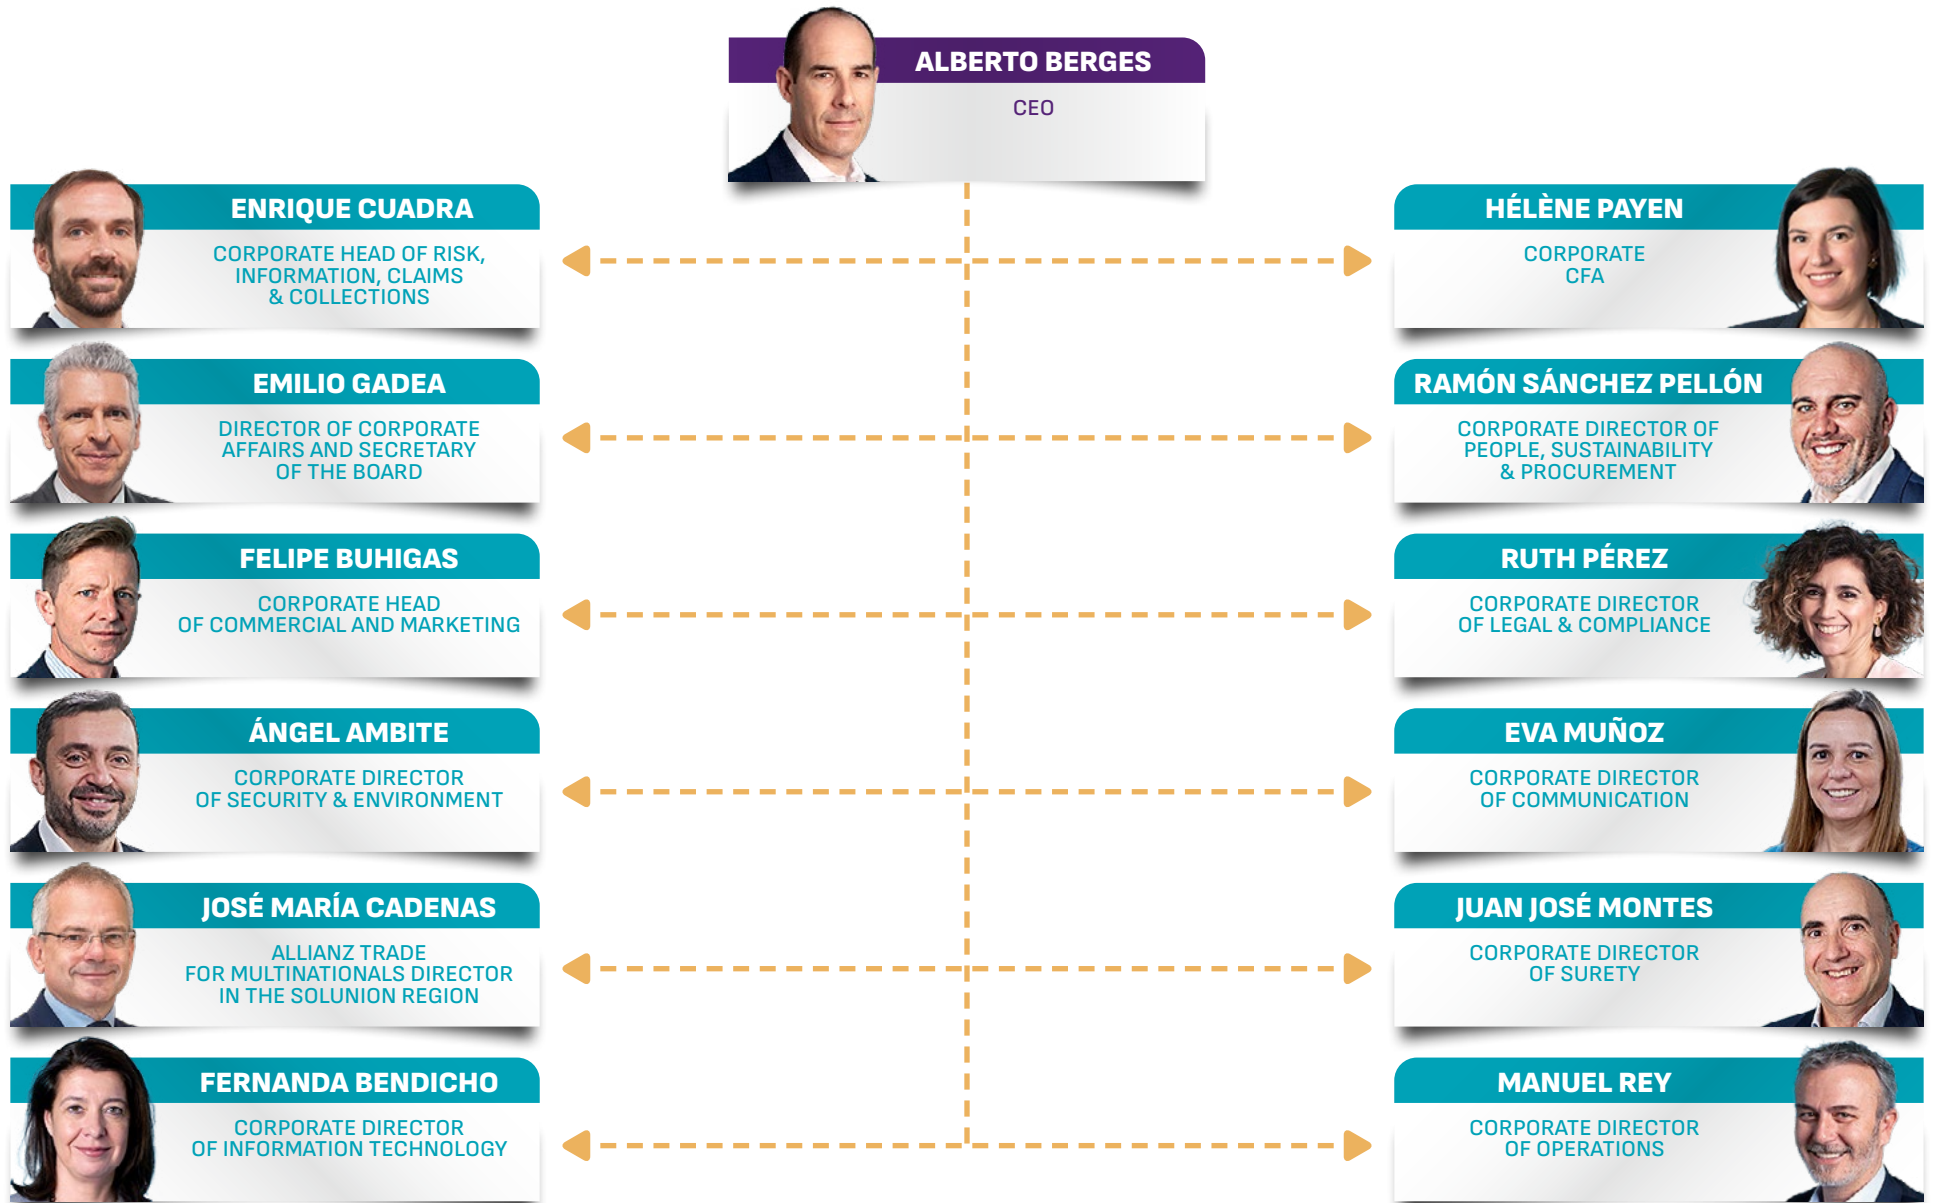 ALBERTO BERGES
CEO
ENRIQUE CUADRA
CORPORATE HEAD OF RISK,
INFORMATION, CLAIMS
& COLLECTIONS
HÉLÈNE PAYEN
CORPORATE
CFA
EMILIO GADEA
DIRECTOR OF CORPORATE
AFFAIRS AND SECRETARY
OF THE BOARD
RAMÓN SÁNCHEZ PELLÓN
CORPORATE DIRECTOR OF
PEOPLE, SUSTAINABILITY
& PROCUREMENT
FELIPE BUHIGAS
CORPORATE HEAD
OF COMMERCIAL AND MARKETING
RUTH PÉREZ
CORPORATE DIRECTOR
OF LEGAL & COMPLIANCE
ÁNGEL AMBITE
CORPORATE DIRECTOR
OF SECURITY & ENVIRONMENT
EVA MUÑOZ
CORPORATE DIRECTOR
OF COMMUNICATION
JOSÉ MARÍA CADENAS
ALLIANZ TRADE
FOR MULTINATIONALS DIRECTOR
IN THE SOLUNION REGION
JUAN JOSÉ MONTES
CORPORATE DIRECTOR
OF SURETY
FERNANDA BENDICHO
CORPORATE DIRECTOR
OF INFORMATION TECHNOLOGY
MANUEL REY
CORPORATE DIRECTOR
OF OPERATIONS